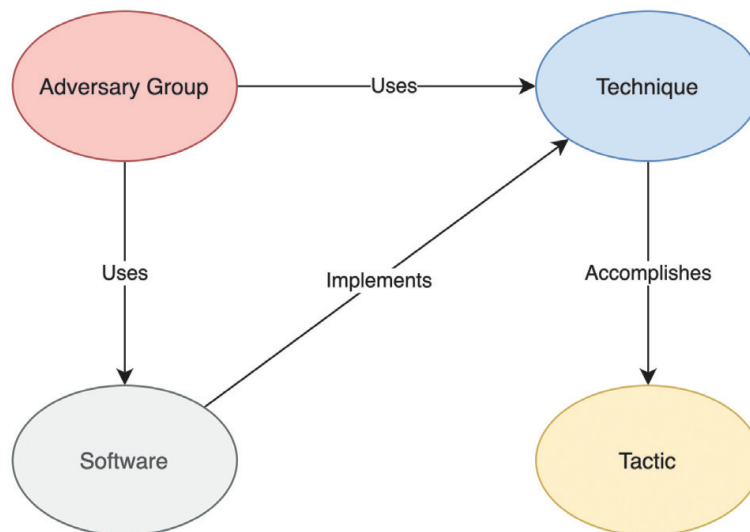 Adversary Group
Uses
Technique
Uses
Implements
Accomplishes
Software
Tactic